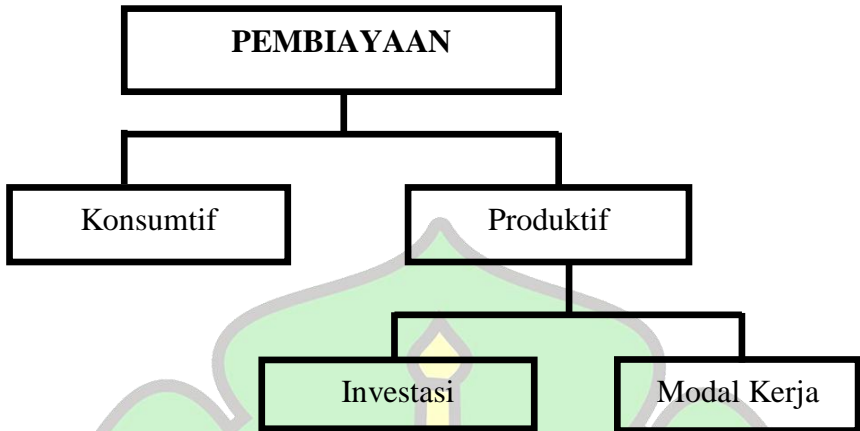 PEMBIAYAAN
Konsumtif
Produktif
Investasi
Modal Kerja